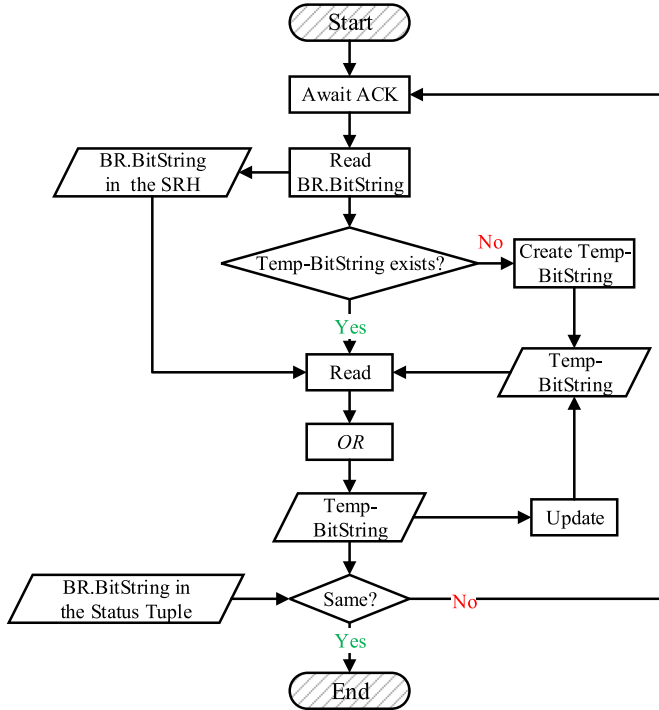 Start
Await ACK
BR.BitString
in the SRH
Read
BR.BitString
Temp-BitString exists?
No
Create Temp-
BitString
Yes
Read
Temp-
BitString
OR
Temp-
BitString
Update
BR.BitString in
the Status Tuple
Same?
No
Yes
End